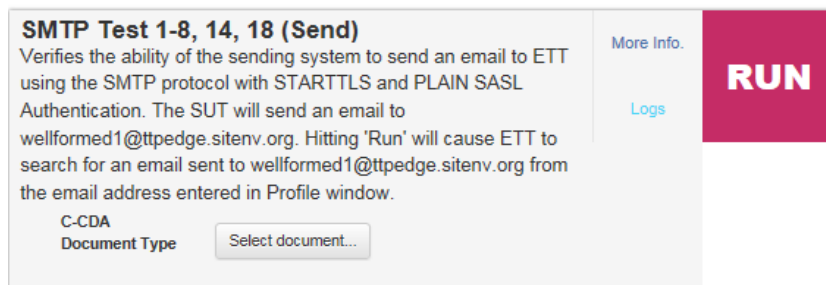 SMTP Test 1-8, 14, 18 (Send)
Verifies the ability of the sending system to send an email to ETT
using the SMTP protocol with STARTTLS and PLAIN SASL
Authentication. The SUT will send an email to
wellformed1@ttpedge.sitenv.org. Hitting 'Run' will cause ETT to
search for an email sent to wellformed1@ttpedge.sitenv.org from
the email address entered in Profile window.
C-CDA
Document Type
Select document...
More Info.
Logs
RUN